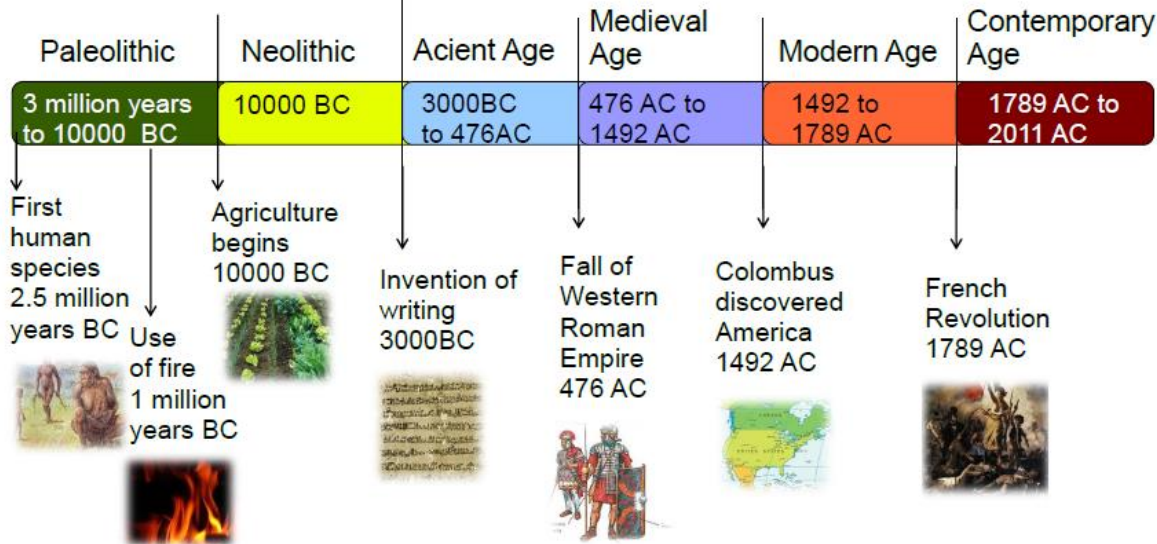 Paleolithic
Neolithic
Acient Age
Medieval
Age
Modern Age
Contemporary
Age
3 million years
to 10000 BC
10000 BC
3000BC
to 476AC
476 AC to
1492 AC
1492 to
1789 AC
1789 AC to
2011 AC
First
human
species
2.5 million
years BC
Use
of fire
1 million
years BC
Agriculture
begins
10000 BC
Invention of
writing
3000BC
Fall of
Western
Roman
Empire
476 AC
Colombus
discovered
America
1492 AC
French
Revolution
1789 AC
CANADA
UNITED STATES